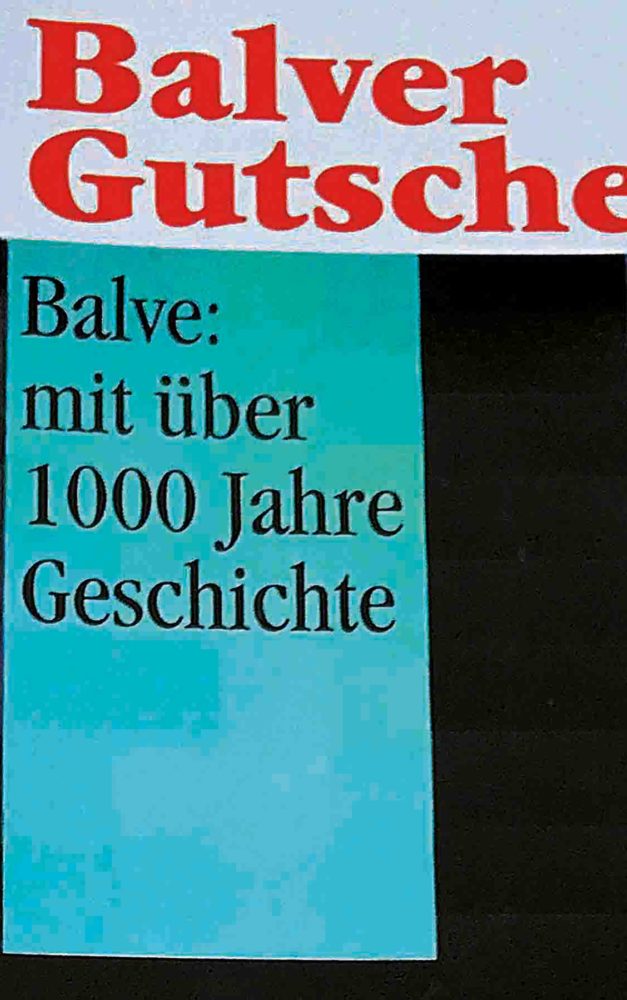 Balver
Gutsche
Balve:
mit über
1000 Jahre
Geschichte